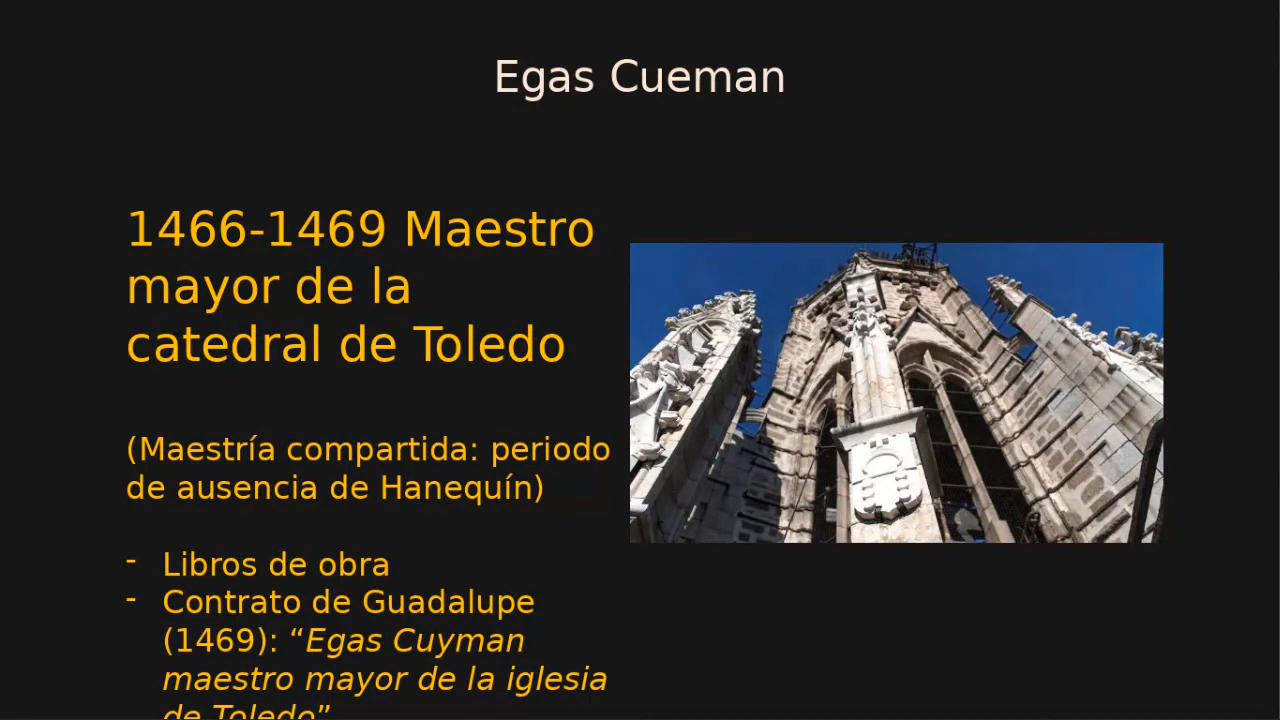 Egas Cueman
1466-1469 Maestro
mayor de la
catedral de Toledo
(Maestría compartida: periodo
de ausencia de Hanequín)
- Libros de obra
- Contrato de Guadalupe
(1469): “Egas Cuyman
maestro mayor de la iglesia
de Toledo”